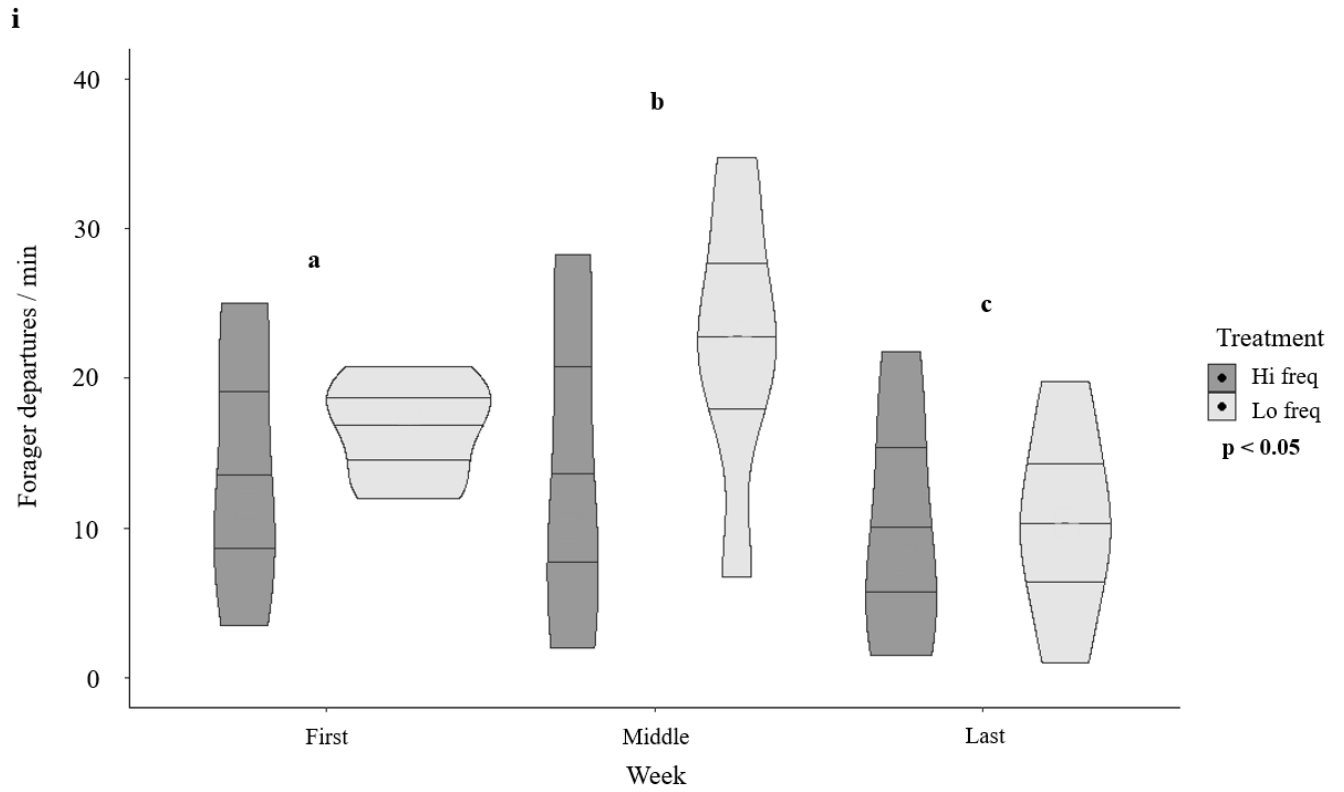 i
40
30
20
10
0
Forager departures / min
a
b
c
First
Middle
Last
Week
Treatment
Hi freq
Lo freq
p < 0.05